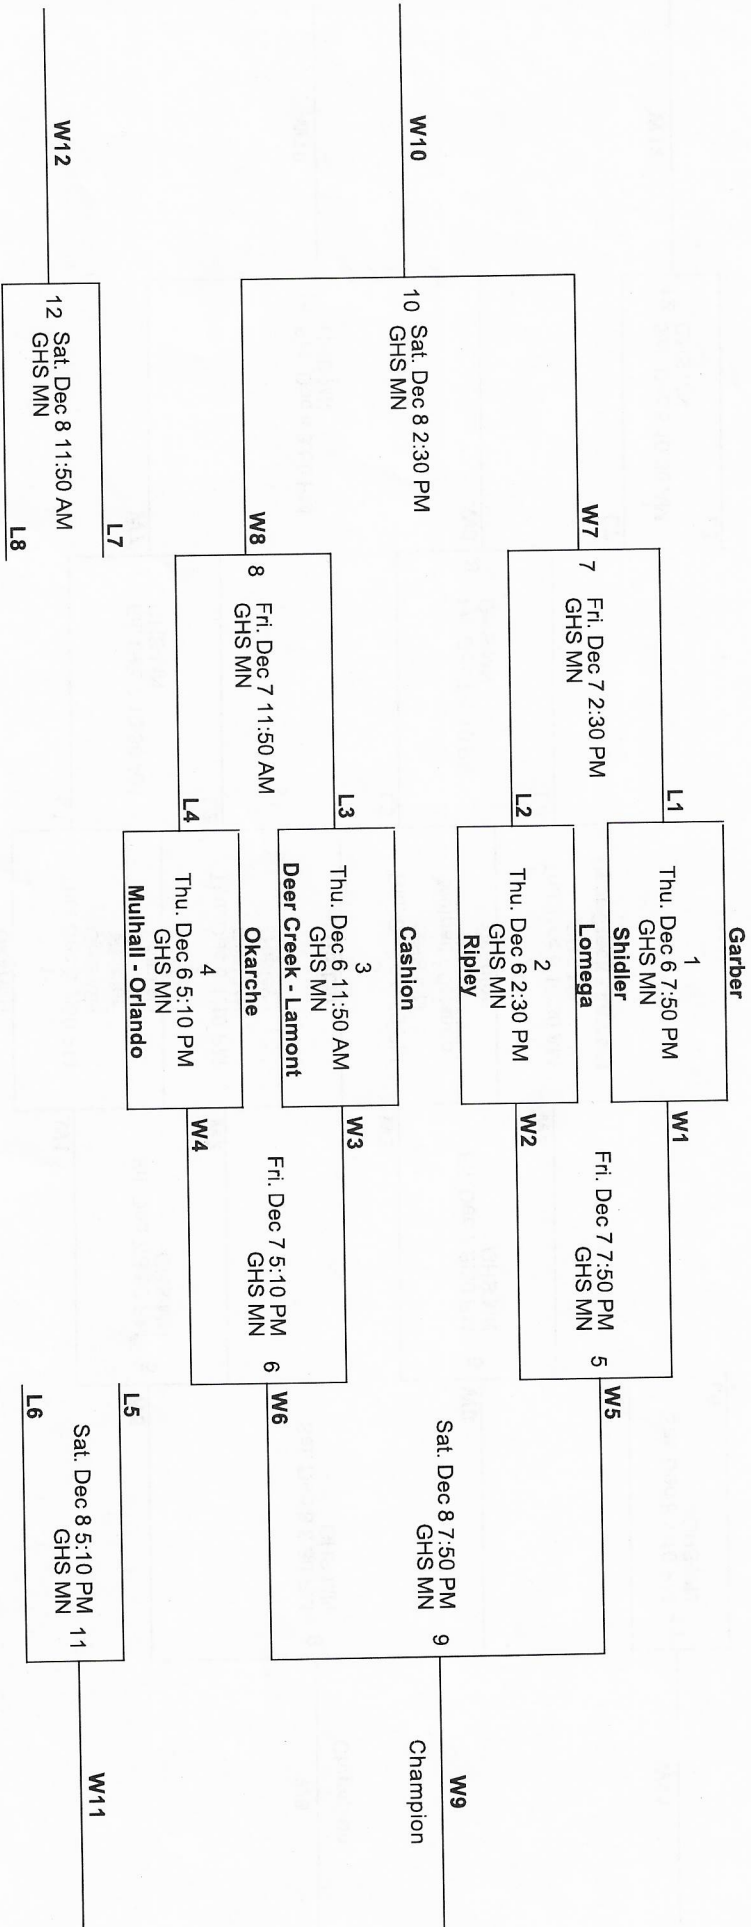 Garber
1
Thu. Dec 6 7:50 PM
GHS MN
Shidler
Lomega
2
Thu. Dec 6 2:30 PM
GHS MN
Ripley
Cashion
3
Thu. Dec 6 11:50 AM
GHS MN
Deer Creek - Lamont
Okarche
4
Thu. Dec 6 5:10 PM
GHS MN
Mulhall - Orlando
W1
W2
Fri. Dec 7 7:50 PM
GHS MN
5
W3
W4
Fri. Dec 7 5:10 PM
GHS MN
6
W5
W6
Sat. Dec 8 7:50 PM
GHS MN
9
W9
Champion
L5
L6
Sat. Dec 8 5:10 PM
GHS MN
11
W11
L1
L2
7
Fri. Dec 7 2:30 PM
GHS MN
L3
L4
8
Fri. Dec 7 11:50 AM
GHS MN
W7
W8
10
Sat. Dec 8 2:30 PM
GHS MN
W10
L7
L8
12
Sat. Dec 8 11:50 AM
GHS MN
W12